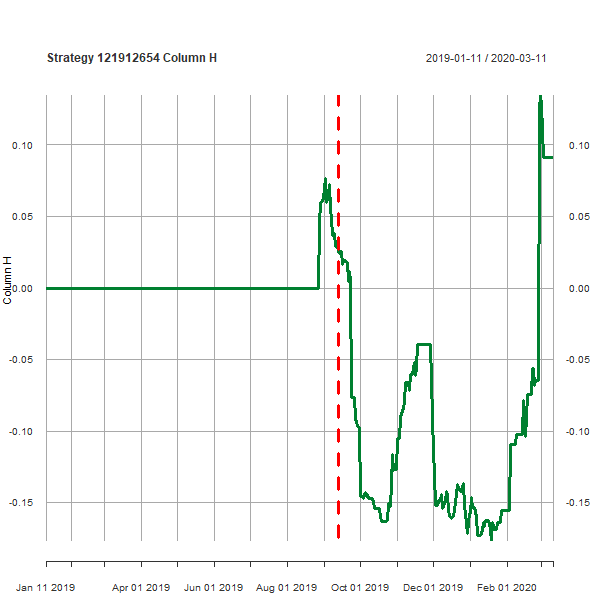 Strategy 121912654 Column H 2019-01-11 / 2020-03-11
0.10 0.10
0.05 0.05
0.00 0.00
Column H
-0.05 -0.05
-0.10 -0.10
-0.15 -0.15
Jan 11 2019 Apr 01 2019 Jun 01 2019 Aug 01 2019 Oct 01 2019 Dec 01 2019 Feb 01 2020